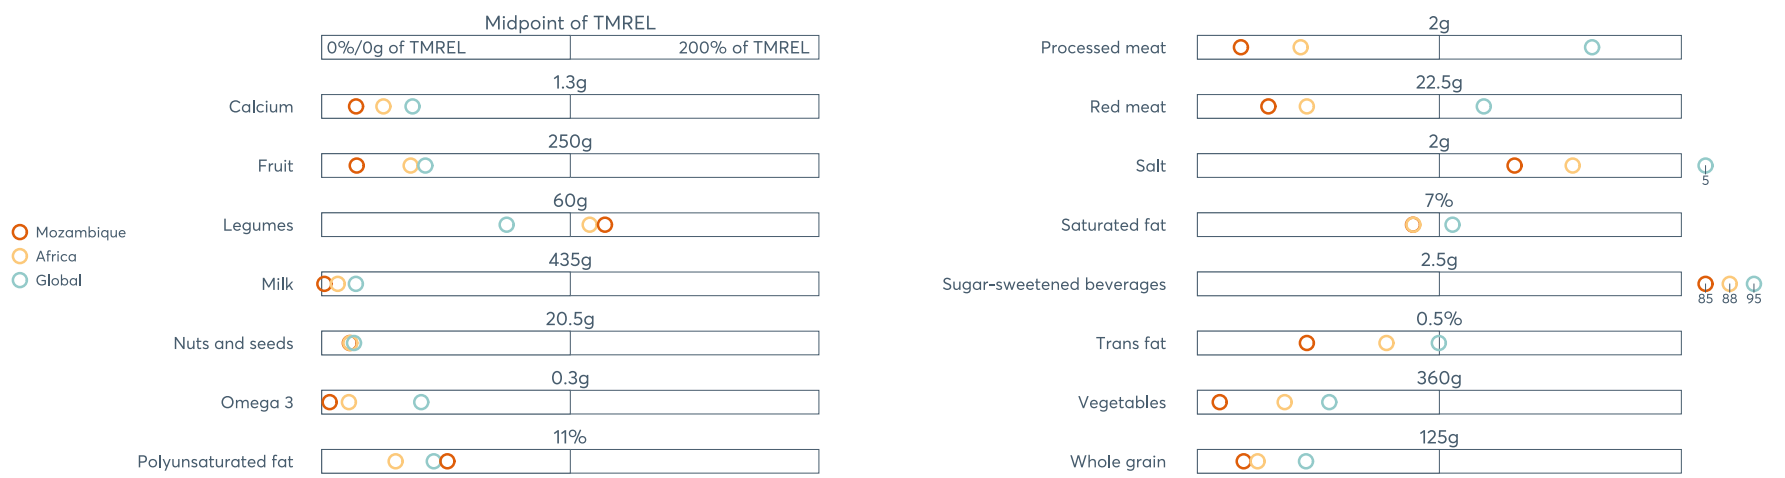 Midpoint of TMREL
0%/0g of TMREL 200% of TMREL
1.3g
Calcium
250g
Fruit
60g
Legumes
435g
Milk
20.5g
Nuts and seeds
0.3g
Omega 3
11%
Polyunsaturated fat
Mozambique
Africa
Global
2g
Processed meat
22.5g
Red meat
2g
Salt
5
7%
Saturated fat
2.5g
Sugar-sweetened beverages
85 88 95
0.5%
Trans fat
360g
Vegetables
125g
Whole grain